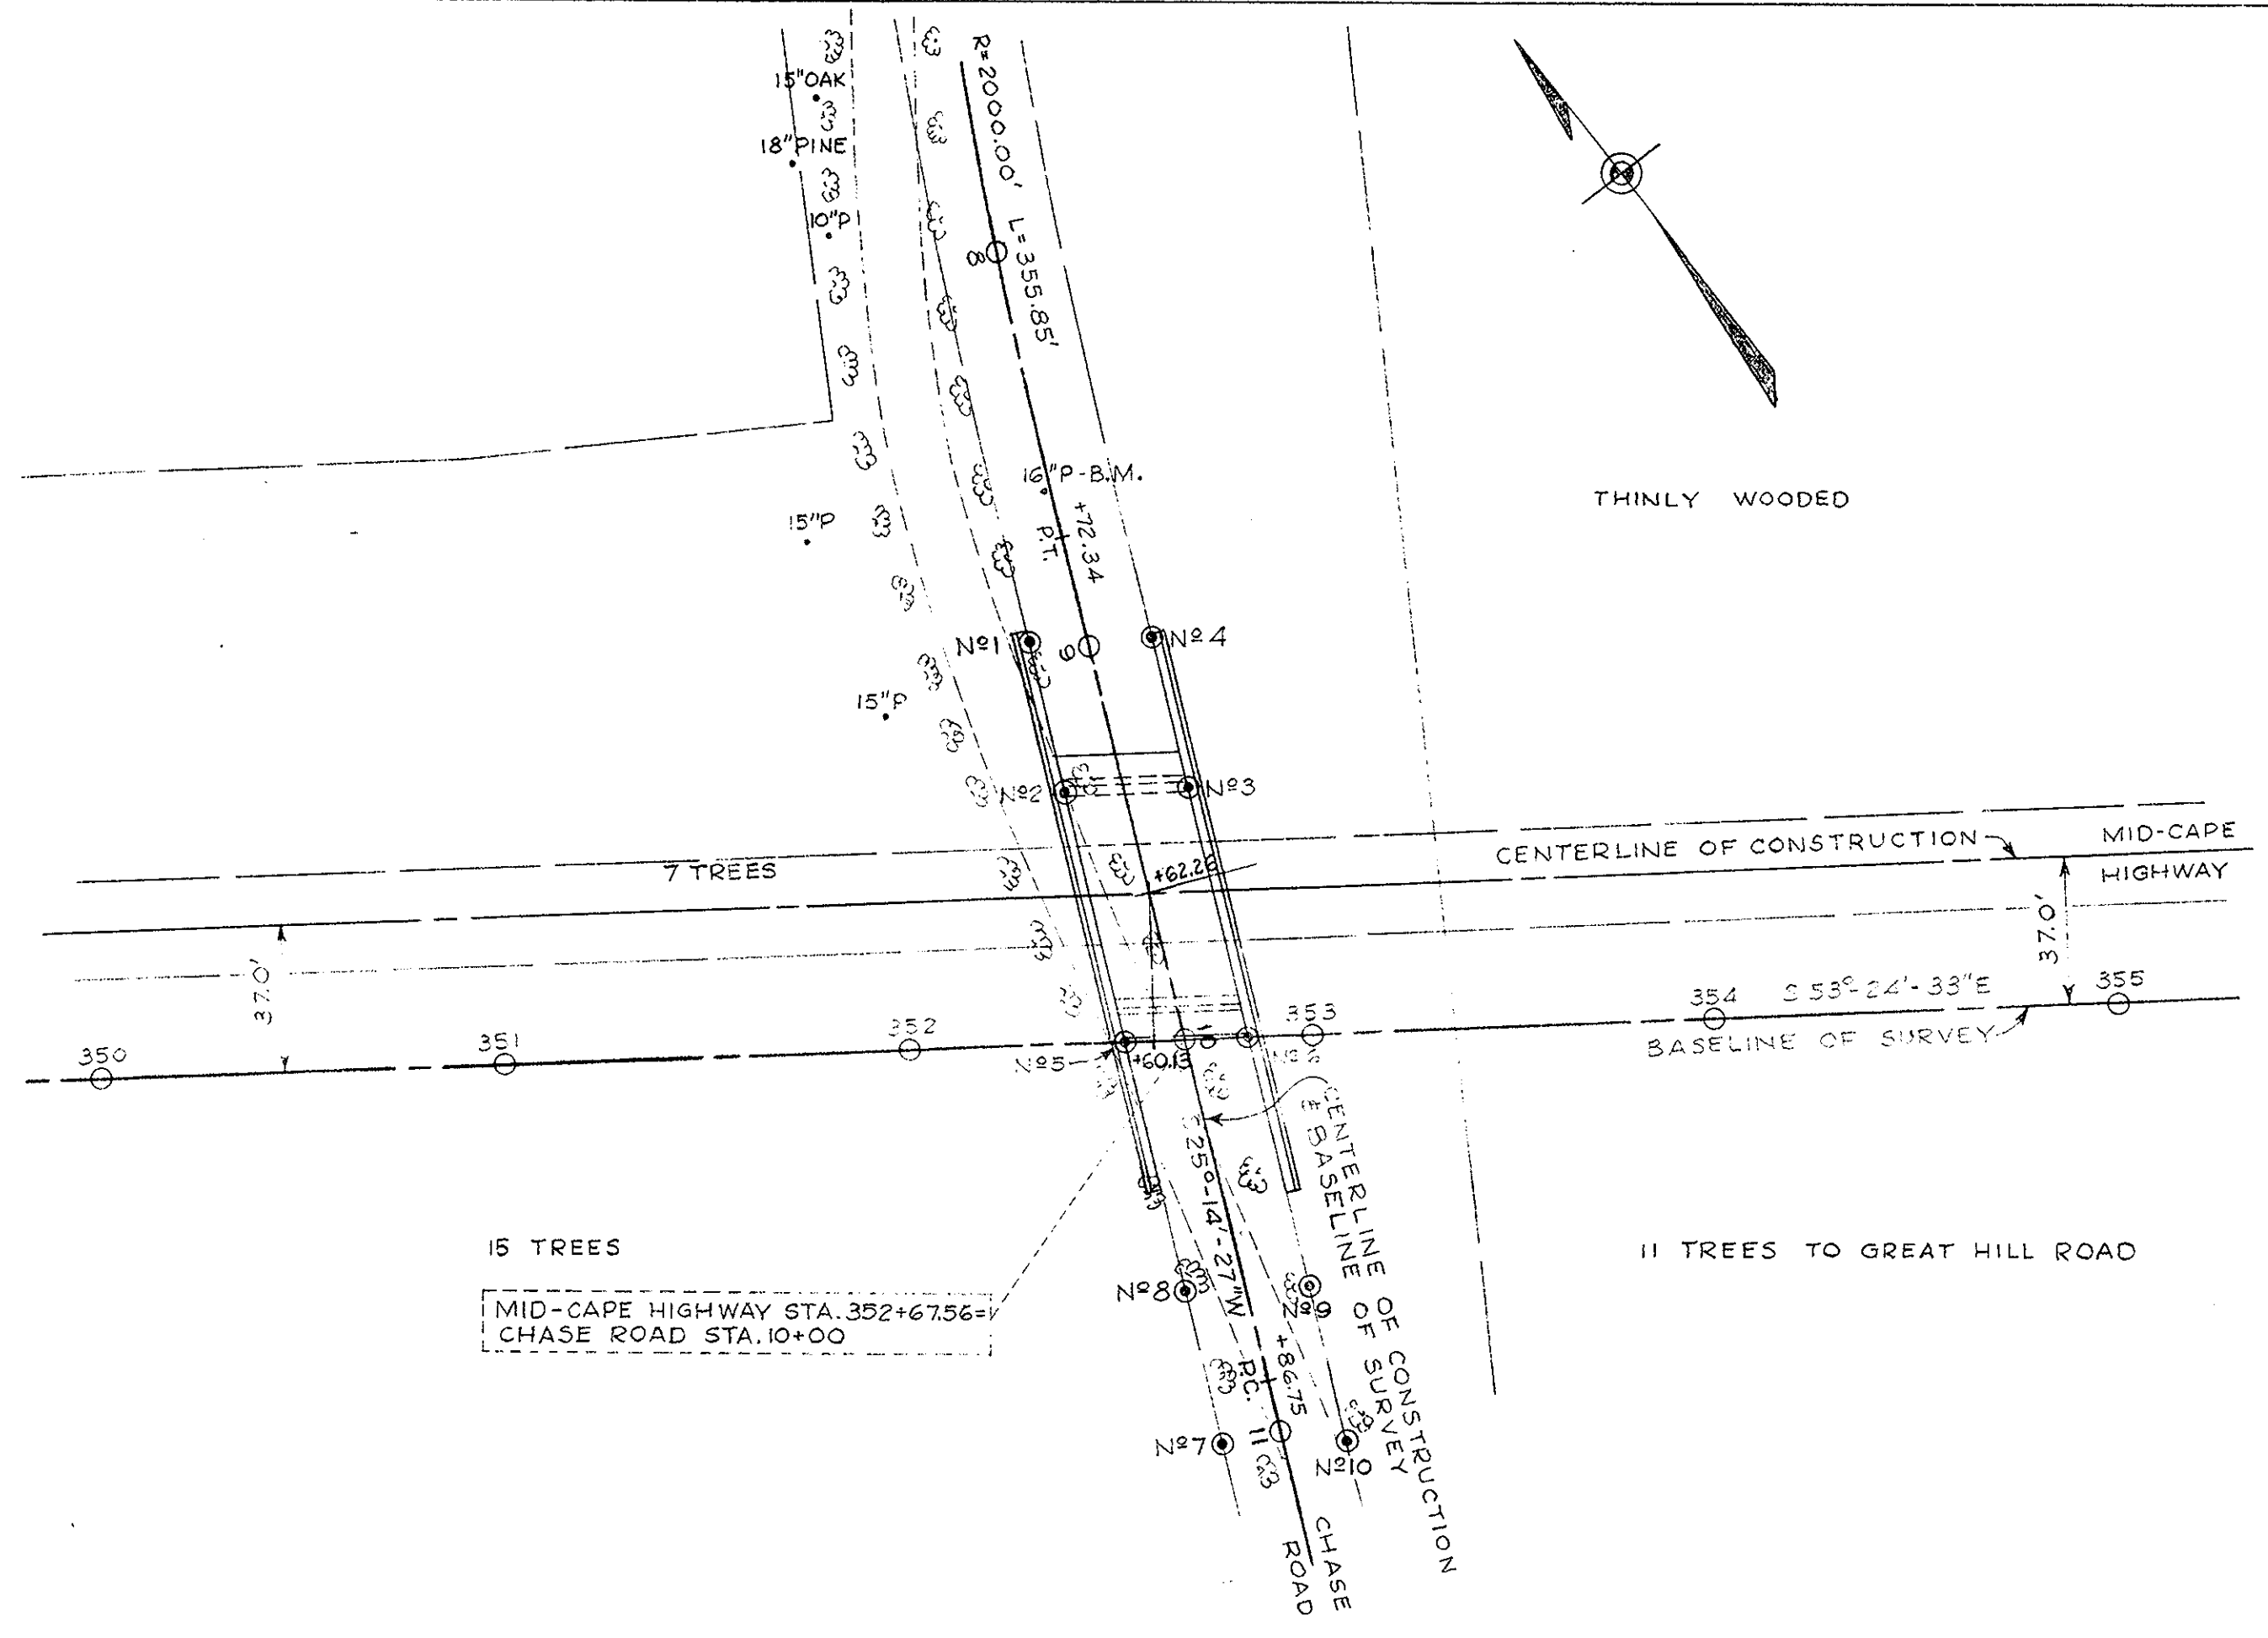 15"OAK
18"PINE
10"P
R=2000.00' L=355.85'
8
16"P-B.M.
+72.34
P.T.
15"P
THINLY WOODED
Nº1
9
Nº4
15"P
Nº2
Nº3
7 TREES
+62.26
CENTERLINE OF CONSTRUCTION
MID-CAPE
HIGHWAY
37.0'
37.0'
350
351
352
353
354
S 53°-24'-33"E
355
BASELINE OF SURVEY
Nº5
+60.13
10
S 25°-14'-27"W
CENTERLINE OF CONSTRUCTION
& BASELINE OF SURVEY
15 TREES
11 TREES TO GREAT HILL ROAD
MID-CAPE HIGHWAY STA.352+67.56=
CHASE ROAD STA.10+00
Nº8
Nº9
+86.75
P.C.
Nº7
11
Nº10
CHASE
ROAD